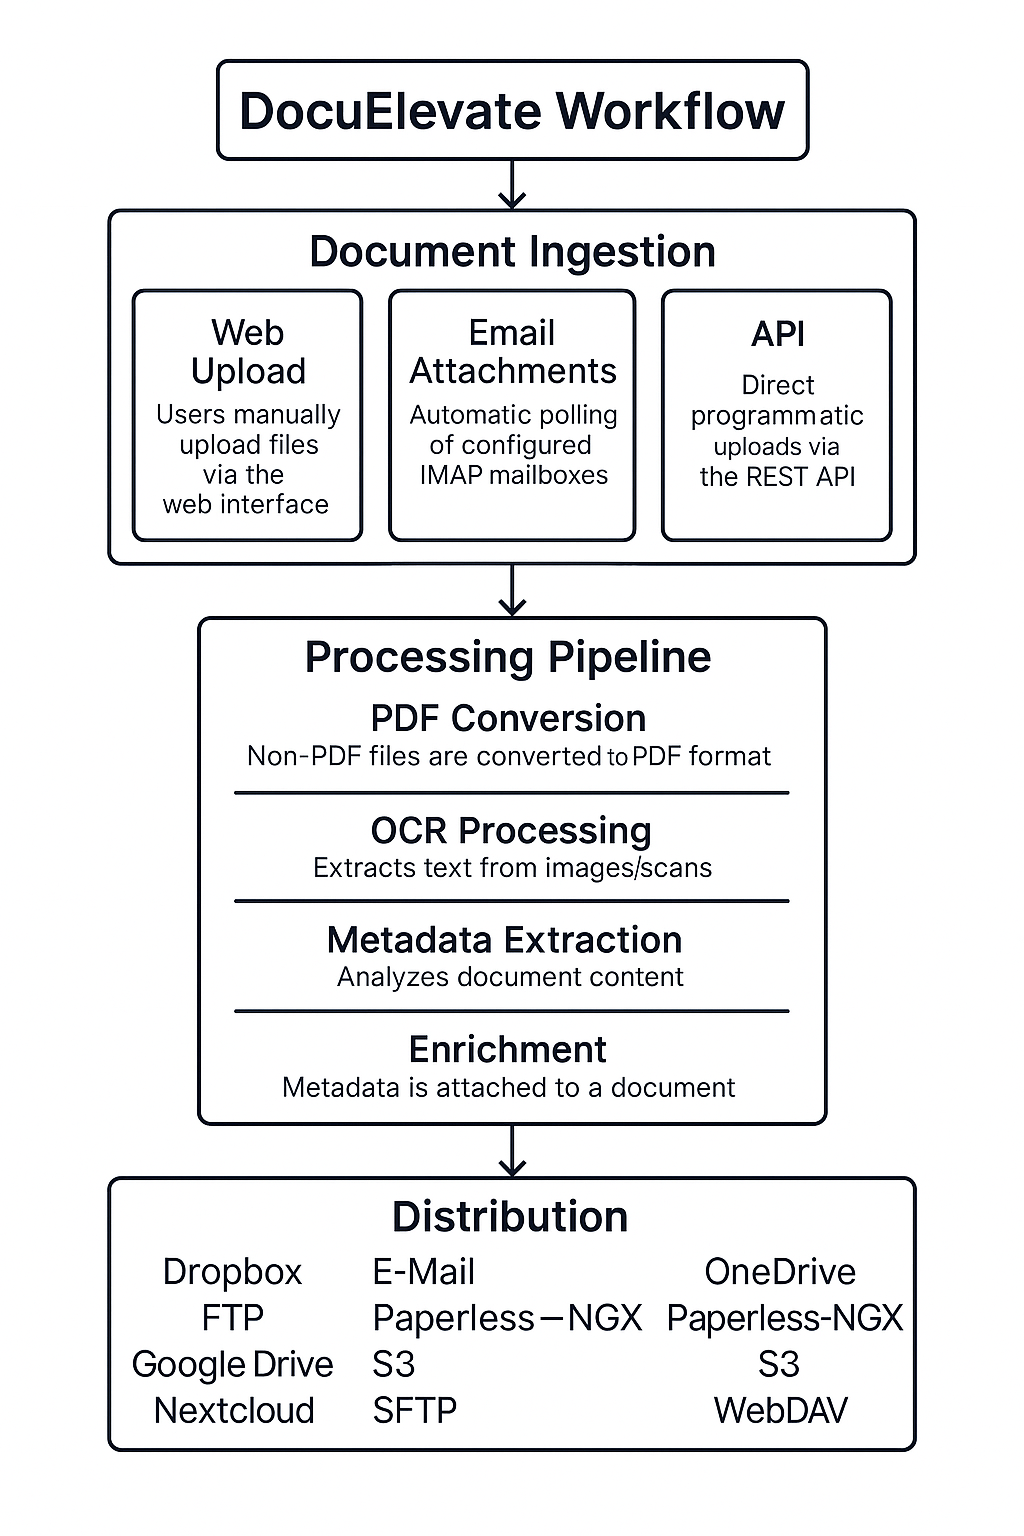 DocuElevate Workflow
Document Ingestion
Web
Upload
Users manually
upload files
via the
web interface
Email
Attachments
Automatic polling
of configured
IMAP mailboxes
API
Direct
programmatic
uploads via
the REST API
Processing Pipeline
PDF Conversion
Non-PDF files are converted to PDF format
OCR Processing
Extracts text from images/scans
Metadata Extraction
Analyzes document content
Enrichment
Metadata is attached to a document
Distribution
Dropbox
FTP
Google Drive
Nextcloud
E-Mail
Paperless–NGX
S3
SFTP
OneDrive
Paperless-NGX
S3
WebDAV